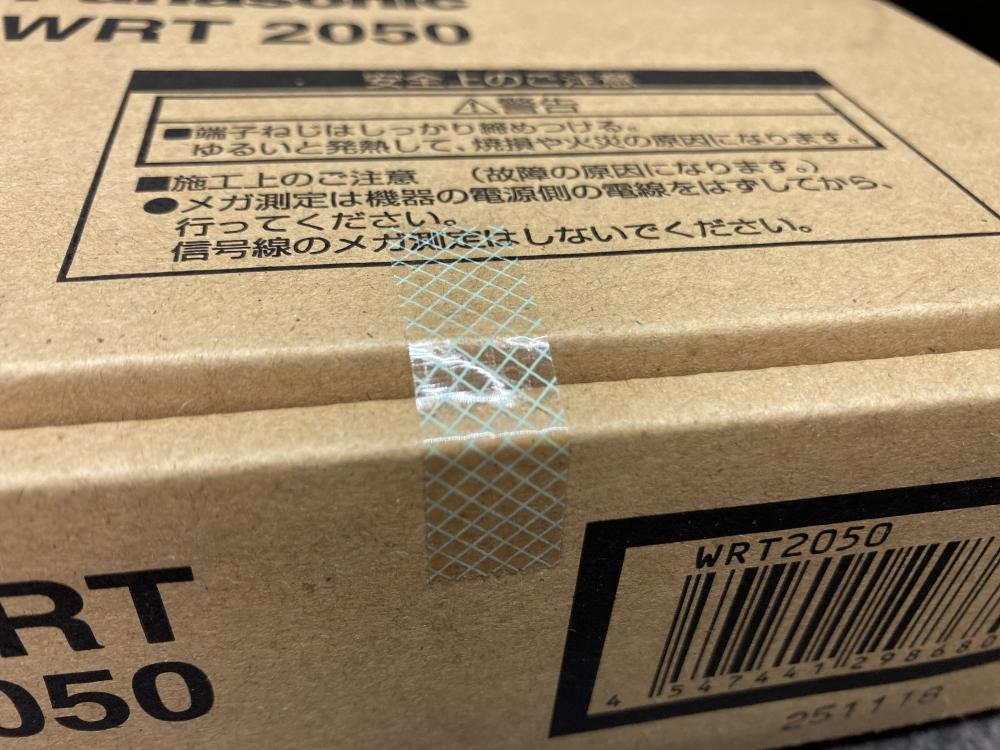 Panasonic
WRT 2050
安全上のご注意
⚠警告
■端子ねじはしっかり締めつける。
ゆるいと発熱して、焼損や火災の原因になります。
■施工上のご注意 （故障の原因になります。）
●メガ測定は機器の電源側の電線をはずしてから、
行ってください。
信号線のメガ測定はしないでください。
WRT2050
4 547441 298680
251118
RT
050